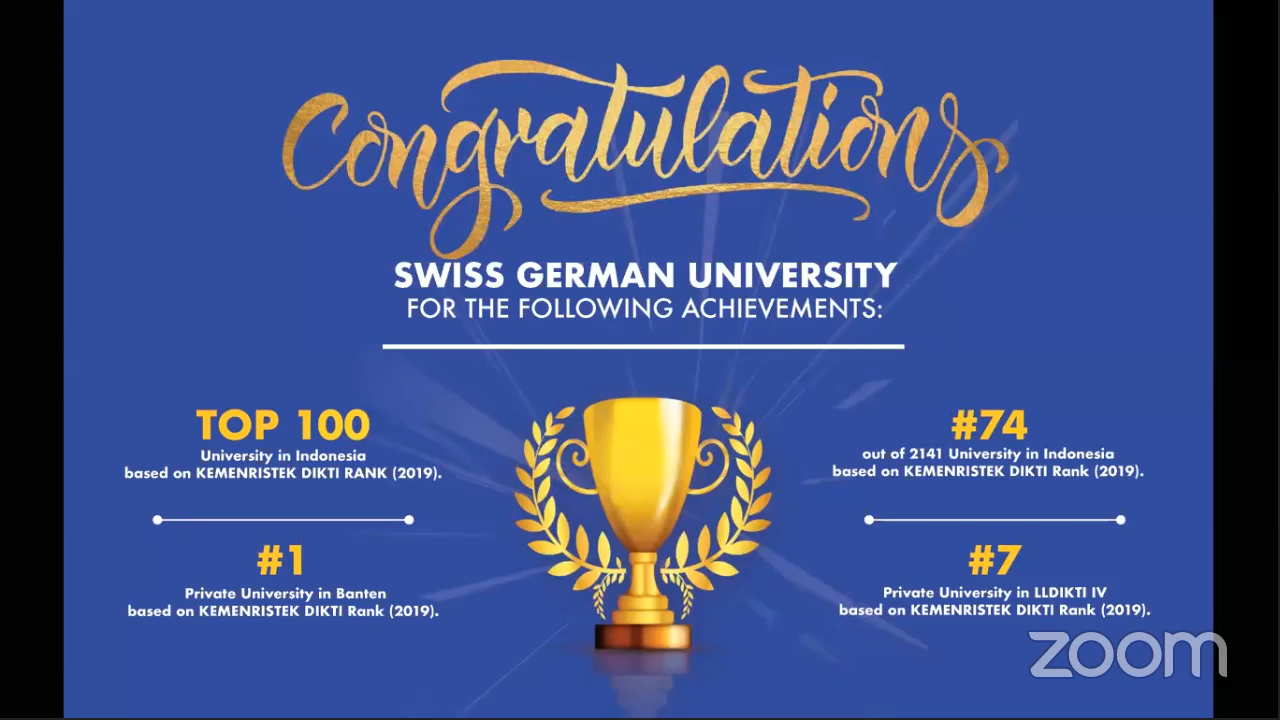 Congratulations
SWISS GERMAN UNIVERSITY
FOR THE FOLLOWING ACHIEVEMENTS:
TOP 100
University in Indonesia
based on KEMENRISTEK DIKTI RANK (2019).
#1
Private University in Banten
based on KEMENRISTEK DIKTI Rank (2019).
#74
out of 2141 University in Indonesia
based on KEMENRISTEK DIKTI Rank (2019).
#7
Private University in LLDIKTI IV
based on KEMENRISTEK DIKTI Rank (2019).
zoom